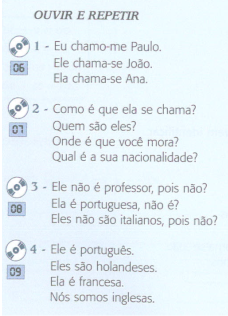 OUVIR E REPETIR
1 - Eu chamo-me Paulo.
06
Ele chama-se João.
Ela chama-se Ana.
2 - Como é que ela se chama?
07
Quem são eles?
Onde é que você mora?
Qual é a sua nacionalidade?
3 - Ele não é professor, pois não?
08
Ela é portuguesa, não é?
Eles não são italianos, pois não?
4 - Ele é português.
09
Eles são holandeses.
Ela é francesa.
Nós somos inglesas.